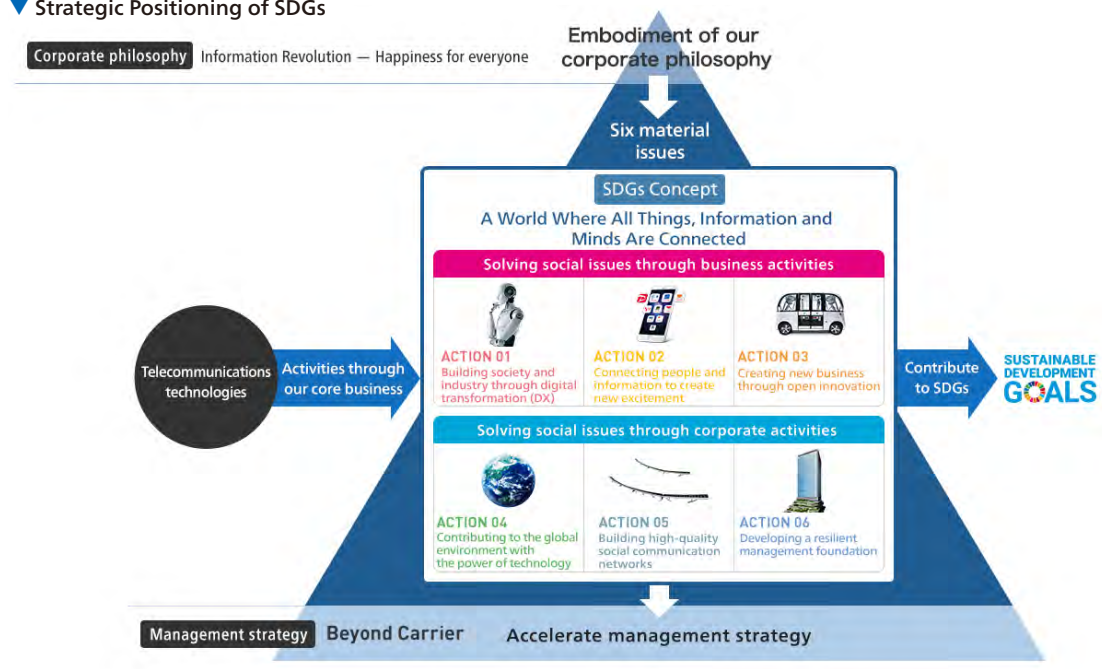 ▼ Strategic Positioning of SDGs
Corporate philosophy Information Revolution — Happiness for everyone
Embodiment of our
corporate philosophy
Six material
issues
SDGs Concept
A World Where All Things, Information and
Minds Are Connected
Solving social issues through business activities
ACTION 01
Building society and
industry through digital
transformation (DX)
ACTION 02
Connecting people and
information to create
new excitement
ACTION 03
Creating new business
through open innovation
Telecommunications
technologies
Activities through
our core business
Contribute
to SDGs
SUSTAINABLE
DEVELOPMENT
GOALS
Solving social issues through corporate activities
ACTION 04
Contributing to the global
environment with
the power of technology
ACTION 05
Building high-quality
social communication
networks
ACTION 06
Developing a resilient
management foundation
Management strategy Beyond Carrier Accelerate management strategy